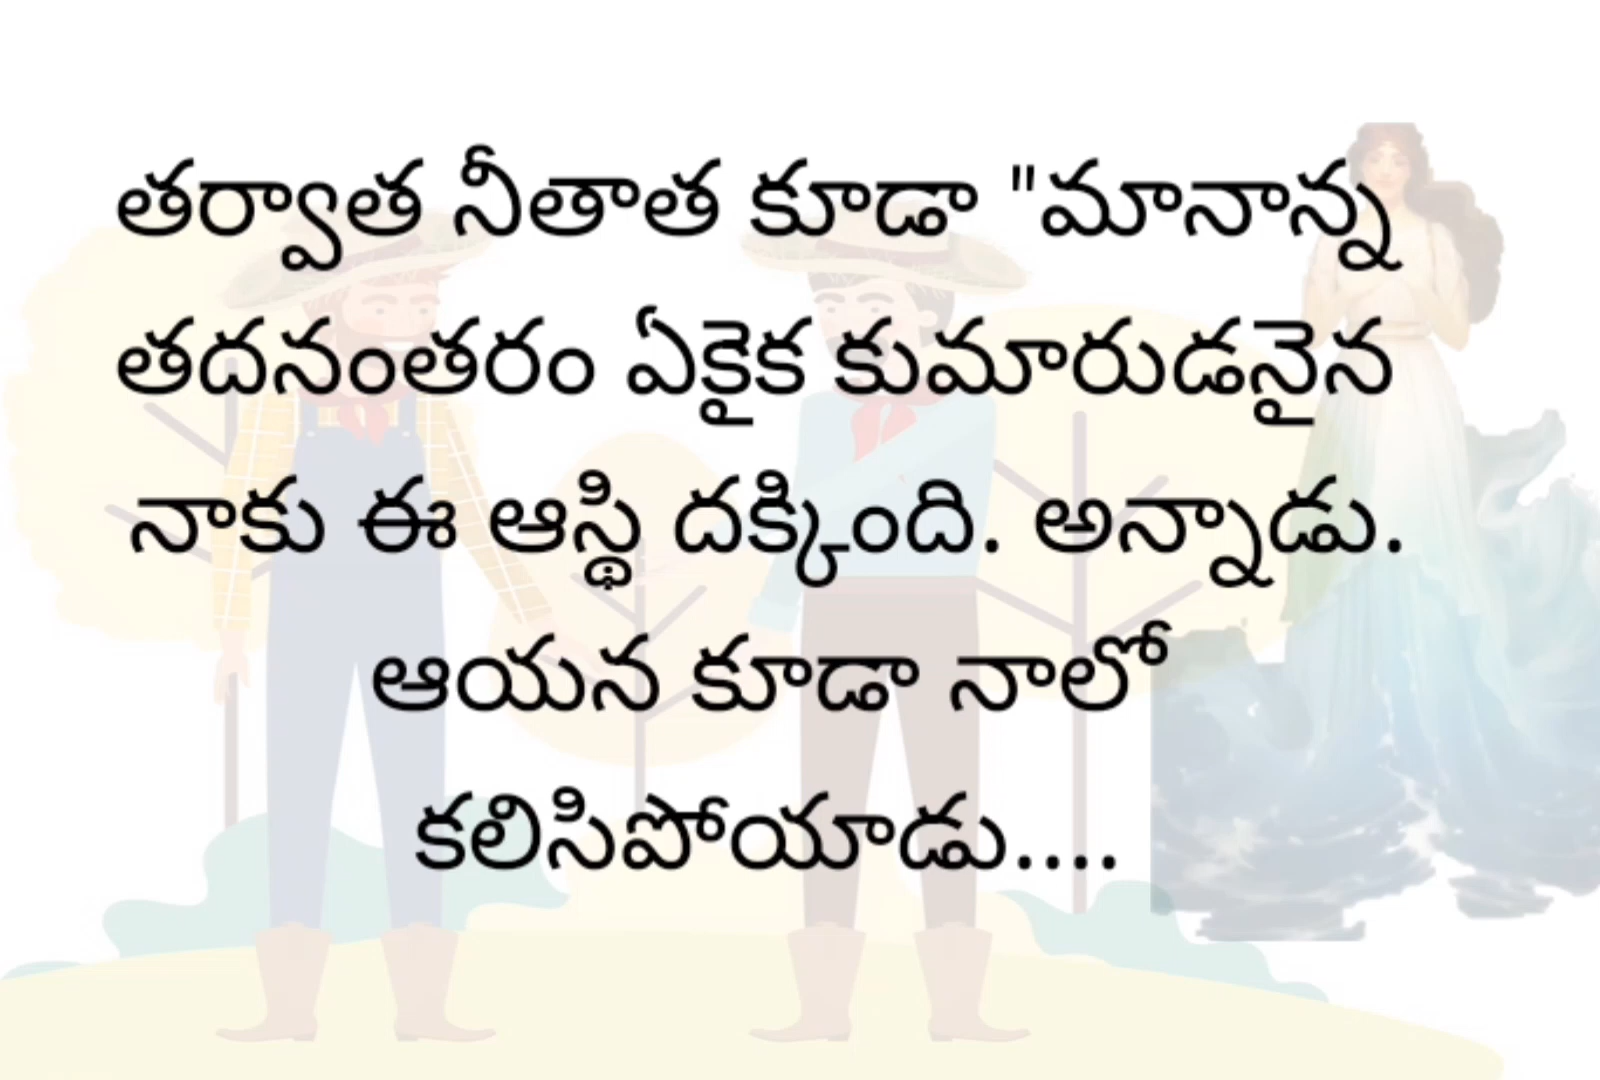 తర్వాత నీతాత కూడా "మానాన్న
తదనంతరం ఏకైక కుమారుడనైన
నాకు ఈ ఆస్థి దక్కింది. అన్నాడు.
ఆయన కూడా నాలో
కలిసిపోయాడు....